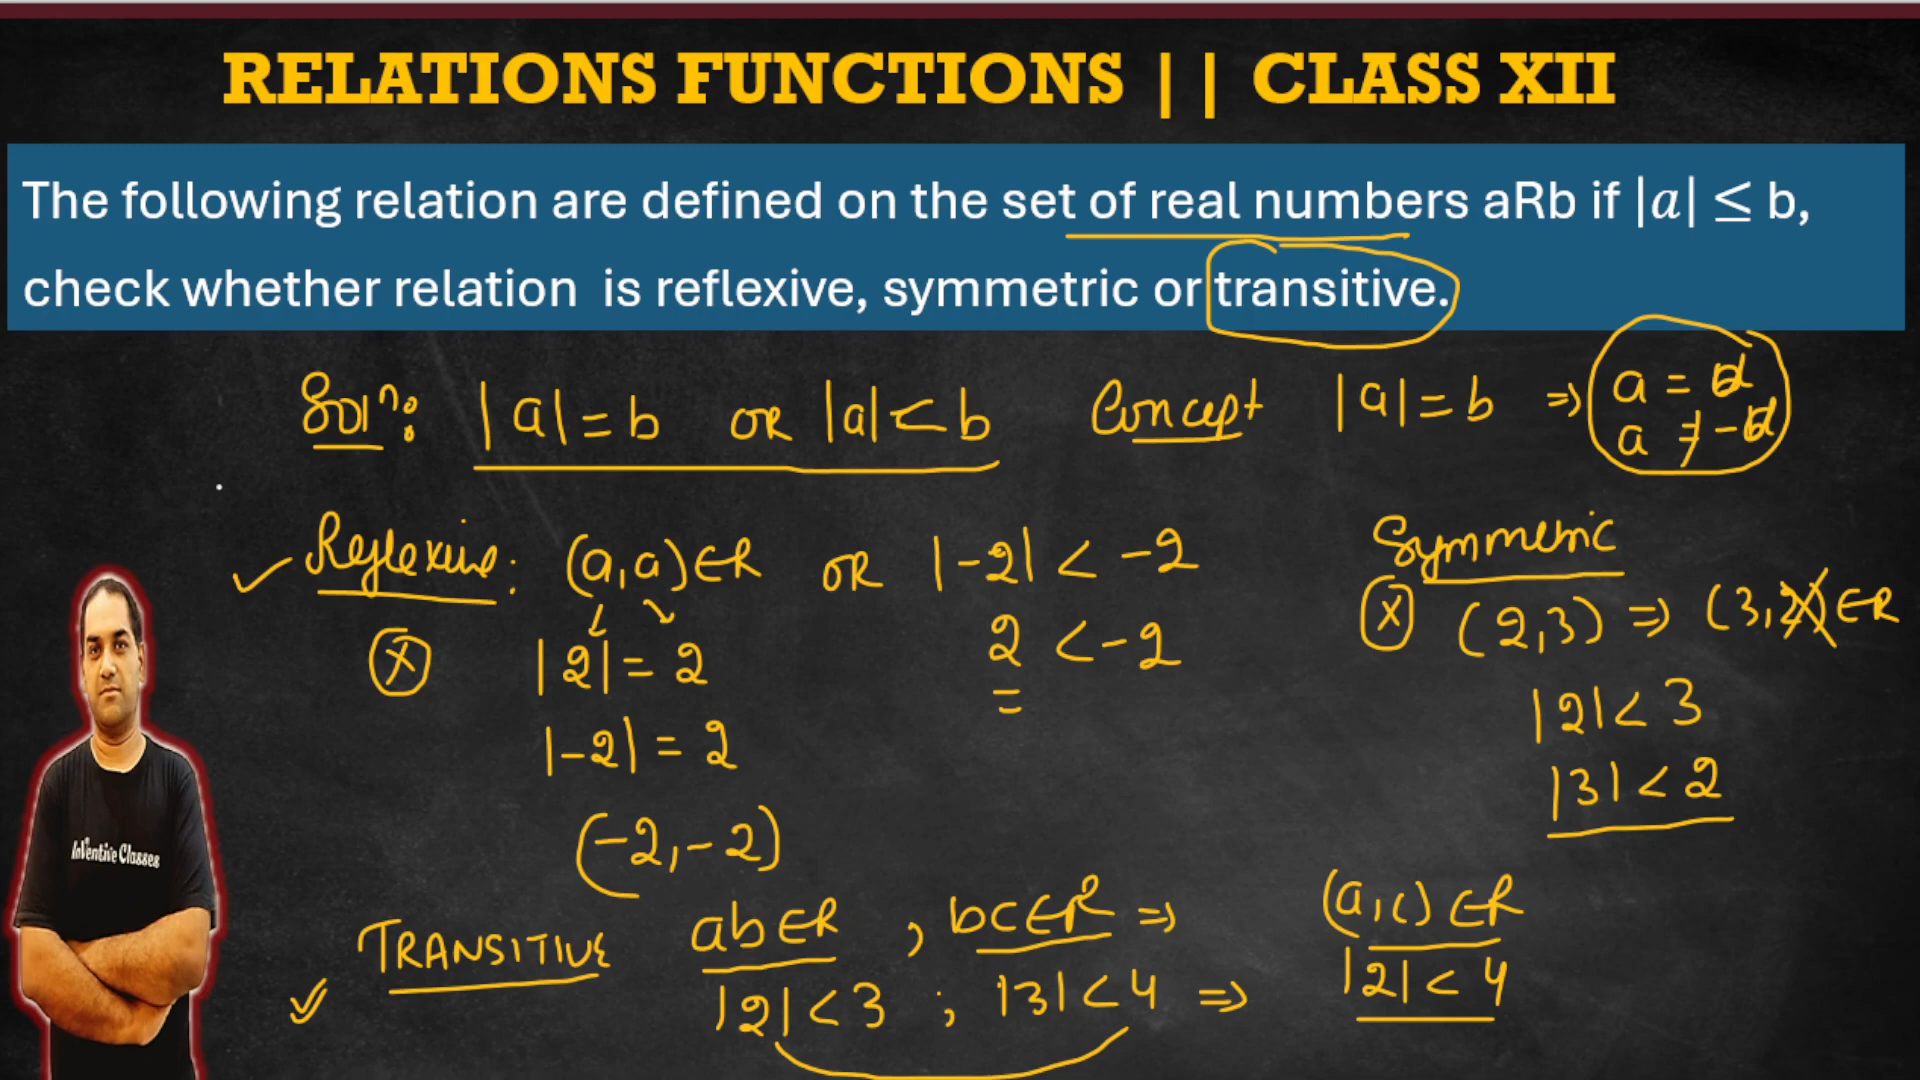 RELATIONS FUNCTIONS || CLASS XII
The following relation are defined on the set of real numbers aRb if |a| ≤ b,
check whether relation is reflexive, symmetric or transitive.
Solⁿ: |a| = b OR |a| < b Concept |a| = b ⇒ a = a
a ≠ -a
Reflexive: (a,a) ∈ R OR |-2| < -2
2 < -2
(X) |2| = 2
|-2| = 2
(-2,-2)
Symmetric
(X) (2,3) ⇒ (3,2) ∈ R
|2| < 3
|3| < 2
InVentive Classes
TRANSITIVE ab ∈ R , bc ∈ R ⇒ (a,c) ∈ R
|2| < 3 ; |3| < 4 ⇒ |2| < 4